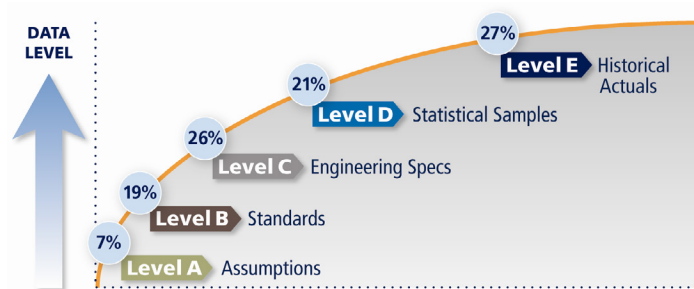 DATA
LEVEL
27%
Level E Historical
Actuals
21%
Level D Statistical Samples
26%
Level C Engineering Specs
19%
Level B Standards
7%
Level A Assumptions